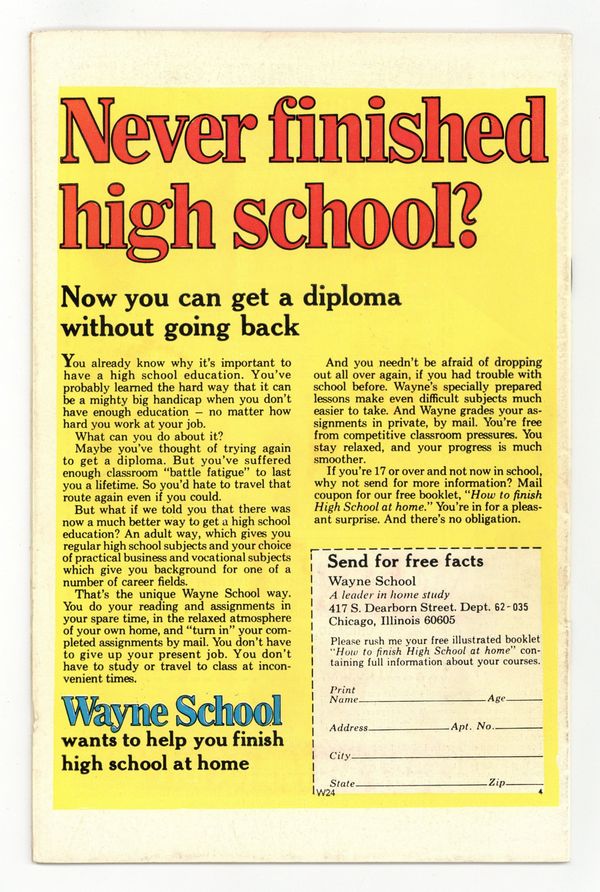 Never finished
high school?
Now you can get a diploma
without going back
You already know why it's important to
have a high school education. You've
probably learned the hard way that it can
be a mighty big handicap when you don't
have enough education – no matter how
hard you work at your job.
What can you do about it?
Maybe you've thought of trying again
to get a diploma. But you've suffered
enough classroom "battle fatigue" to last
you a lifetime. So you'd hate to travel that
route again even if you could.
But what if we told you that there was
now a much better way to get a high school
education? An adult way, which gives you
regular high school subjects and your choice
of practical business and vocational subjects
which give you background for one of a
number of career fields.
That's the unique Wayne School way.
You do your reading and assignments in
your spare time, in the relaxed atmosphere
of your own home, and "turn in" your com-
pleted assignments by mail. You don't have
to give up your present job. You don't
have to study or travel to class at incon-
venient times.
Wayne School
wants to help you finish
high school at home
And you needn't be afraid of dropping
out all over again, if you had trouble with
school before. Wayne's specially prepared
lessons make even difficult subjects much
easier to take. And Wayne grades your as-
signments in private, by mail. You're free
from competitive classroom pressures. You
stay relaxed, and your progress is much
smoother.
If you're 17 or over and not now in school,
why not send for more information? Mail
coupon for our free booklet, "How to finish
High School at home." You're in for a pleas-
ant surprise. And there's no obligation.
Send for free facts
Wayne School
A leader in home study
417 S. Dearborn Street. Dept. 62-035
Chicago, Illinois 60605
Please rush me your free illustrated booklet
"How to finish High School at home" con-
taining full information about your courses.
Print
Name Age
Address Apt. No.
City
State Zip
W24 4